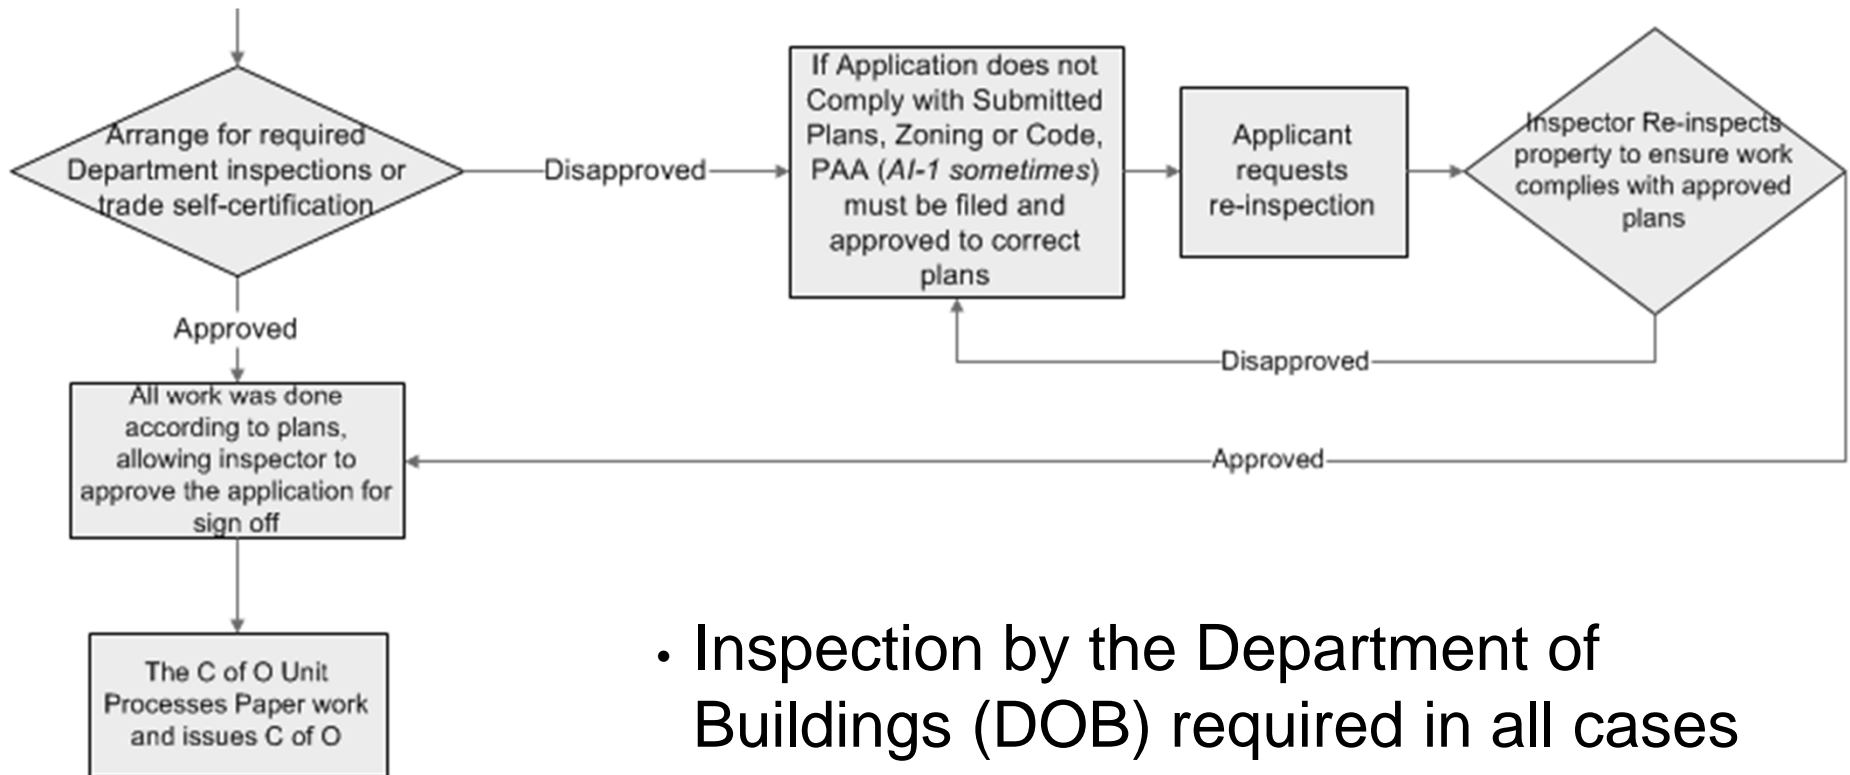 Arrange for required
Department inspections or
trade self-certification
Disapproved
If Application does not
Comply with Submitted
Plans, Zoning or Code,
PAA (AI-1 sometimes)
must be filed and
approved to correct
plans
Applicant
requests
re-inspection
Inspector Re-inspects
property to ensure work
complies with approved
plans
Approved
Disapproved
All work was done
according to plans,
allowing inspector to
approve the application for
sign off
Approved
The C of O Unit
Processes Paper work
and issues C of O
• Inspection by the Department of
Buildings (DOB) required in all cases